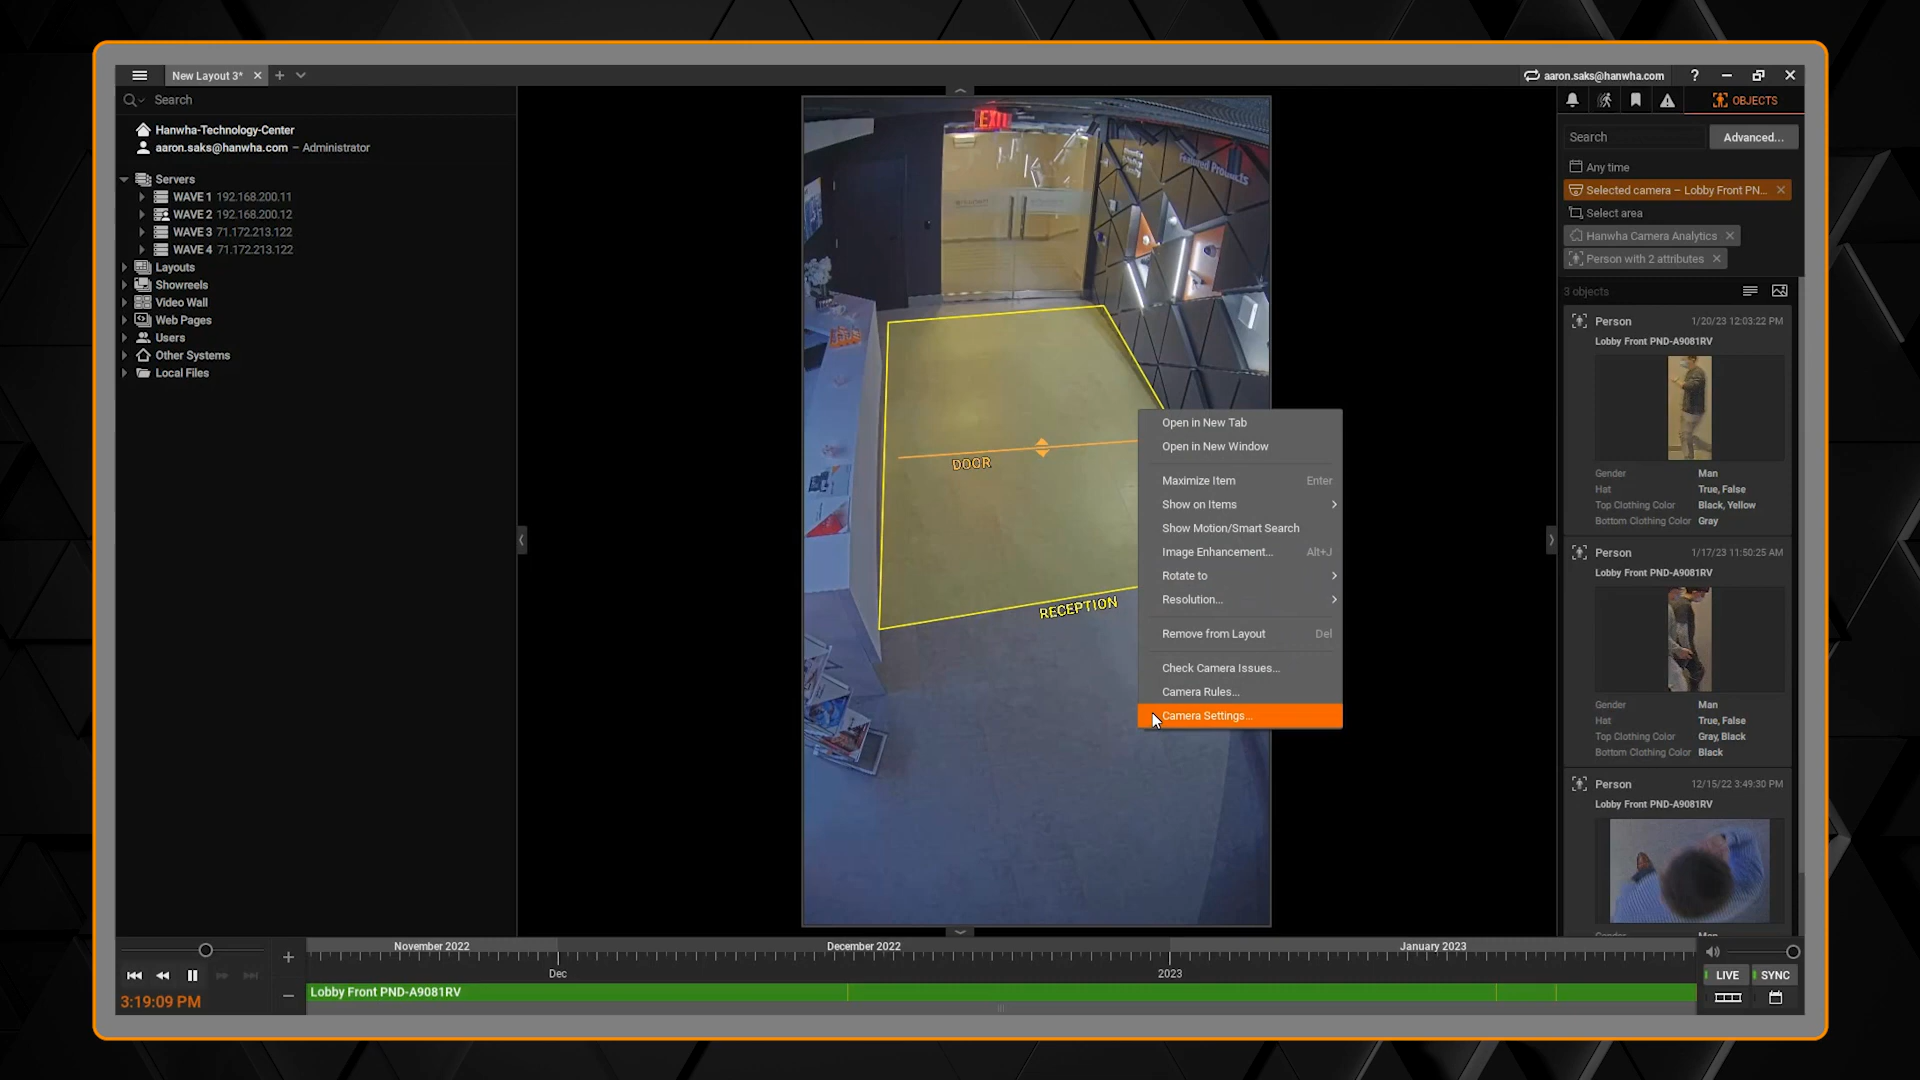 New Layout 3*
aaron.saks@hanwha.com
?
Search
Hanwha-Technology-Center
aaron.saks@hanwha.com – Administrator
Servers
WAVE 1 192.168.200.11
WAVE 2 192.168.200.12
WAVE 3 71.172.213.122
WAVE 4 71.172.213.122
Layouts
Showreels
Video Wall
Web Pages
Users
Other Systems
Local Files
EXIT
Featured Products
DOOR
RECEPTION
Open in New Tab
Open in New Window
Maximize Item Enter
Show on Items
Show Motion/Smart Search
Image Enhancement... Alt+J
Rotate to
Resolution...
Remove from Layout Del
Check Camera Issues...
Camera Rules...
Camera Settings...
OBJECTS
Search
Advanced...
Any time
Selected camera – Lobby Front PN...
Select area
Hanwha Camera Analytics
Person with 2 attributes
3 objects
Person 1/20/23 12:03:22 PM
Lobby Front PND-A9081RV
Gender Man
Hat True, False
Top Clothing Color Black, Yellow
Bottom Clothing Color Gray
Person 1/17/23 11:50:25 AM
Lobby Front PND-A9081RV
Gender Man
Hat True, False
Top Clothing Color Gray, Black
Bottom Clothing Color Black
Person 12/15/22 3:49:30 PM
Lobby Front PND-A9081RV
November 2022
December 2022
January 2023
Dec
2023
3:19:09 PM
Lobby Front PND-A9081RV
LIVE
SYNC